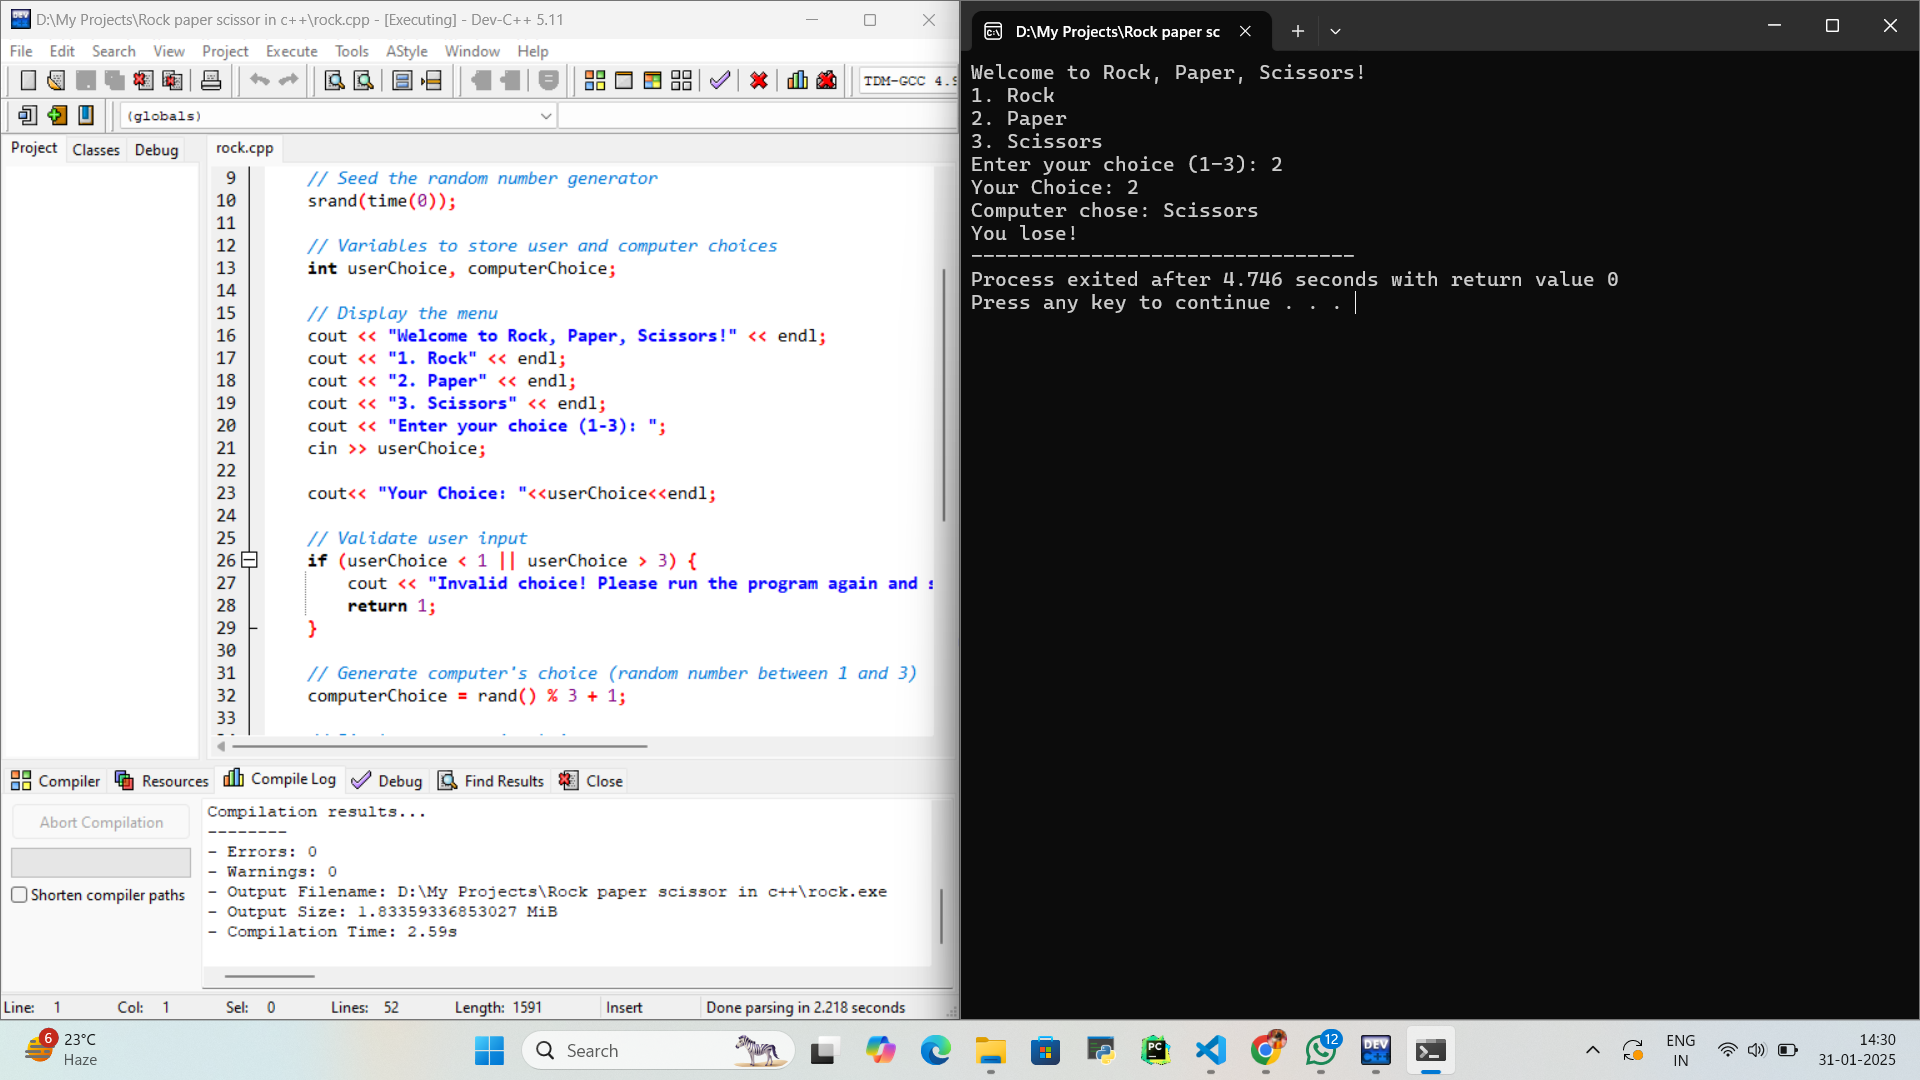 D:\My Projects\Rock paper scissor in c++\rock.cpp - [Executing] - Dev-C++ 5.11
File Edit Search View Project Execute Tools AStyle Window Help
TDM-GCC 4.9
(globals)
Project Classes Debug
rock.cpp
9 // Seed the random number generator
10 srand(time(0));
11
12 // Variables to store user and computer choices
13 int userChoice, computerChoice;
14
15 // Display the menu
16 cout << "Welcome to Rock, Paper, Scissors!" << endl;
17 cout << "1. Rock" << endl;
18 cout << "2. Paper" << endl;
19 cout << "3. Scissors" << endl;
20 cout << "Enter your choice (1-3): ";
21 cin >> userChoice;
22
23 cout<< "Your Choice: "<<userChoice<<endl;
24
25 // Validate user input
26 if (userChoice < 1 || userChoice > 3) {
27 cout << "Invalid choice! Please run the program again and s
28 return 1;
29 }
30
31 // Generate computer's choice (random number between 1 and 3)
32 computerChoice = rand() % 3 + 1;
33
Compiler Resources Compile Log Debug Find Results Close
Abort Compilation
Shorten compiler paths
Compilation results...
--------
- Errors: 0
- Warnings: 0
- Output Filename: D:\My Projects\Rock paper scissor in c++\rock.exe
- Output Size: 1.83359336853027 MiB
- Compilation Time: 2.59s
Line: 1 Col: 1 Sel: 0 Lines: 52 Length: 1591 Insert Done parsing in 2.218 seconds
D:\My Projects\Rock paper sc
Welcome to Rock, Paper, Scissors!
1. Rock
2. Paper
3. Scissors
Enter your choice (1-3): 2
Your Choice: 2
Computer chose: Scissors
You lose!
--------------------------------
Process exited after 4.746 seconds with return value 0
Press any key to continue . . .
6
23°C
Haze
Search
PC
12
DEV
C++
ENG
IN
14:30
31-01-2025